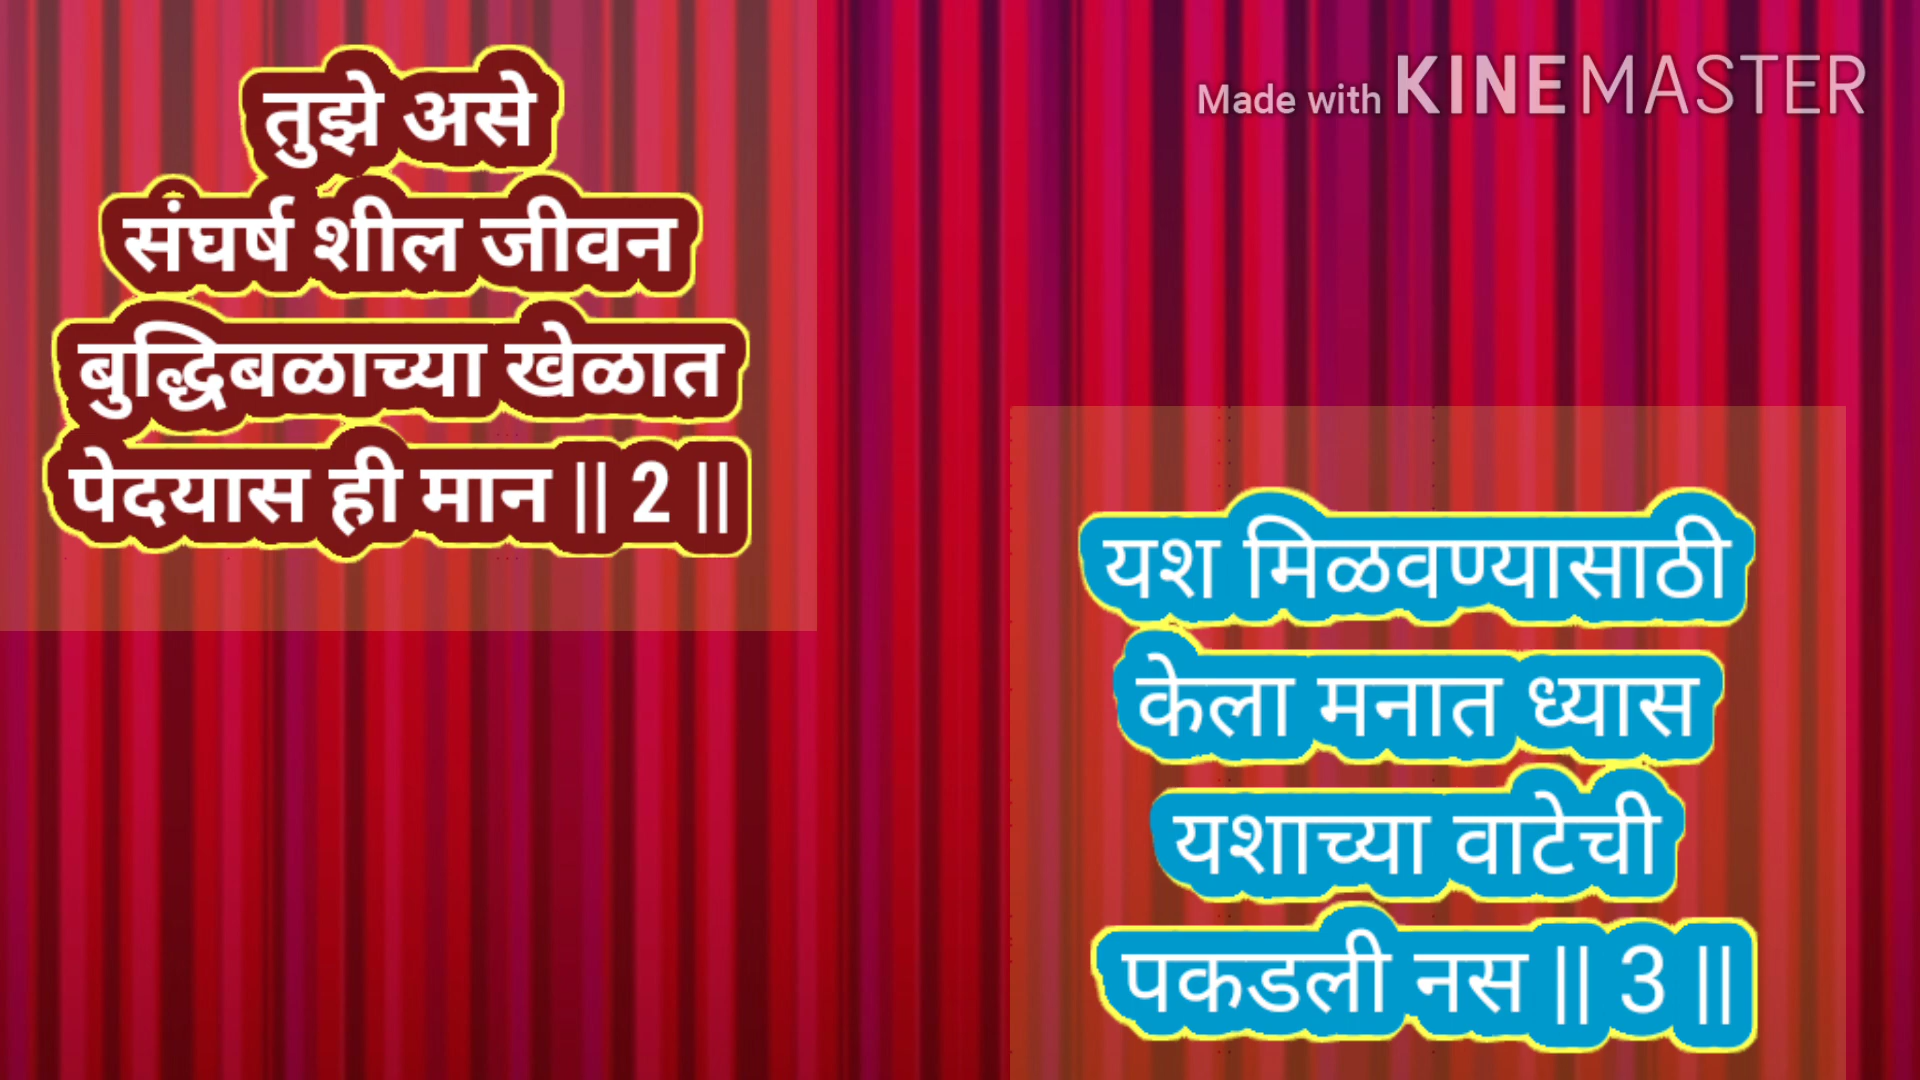 तुझे असे
संघर्ष शील जीवन
बुद्धिबळाच्या खेळात
पेदयास ही मान || 2 ||
Made with KINEMASTER
यश मिळवण्यासाठी
केला मनात ध्यास
यशाच्या वाटेची
पकडली नस || 3 ||